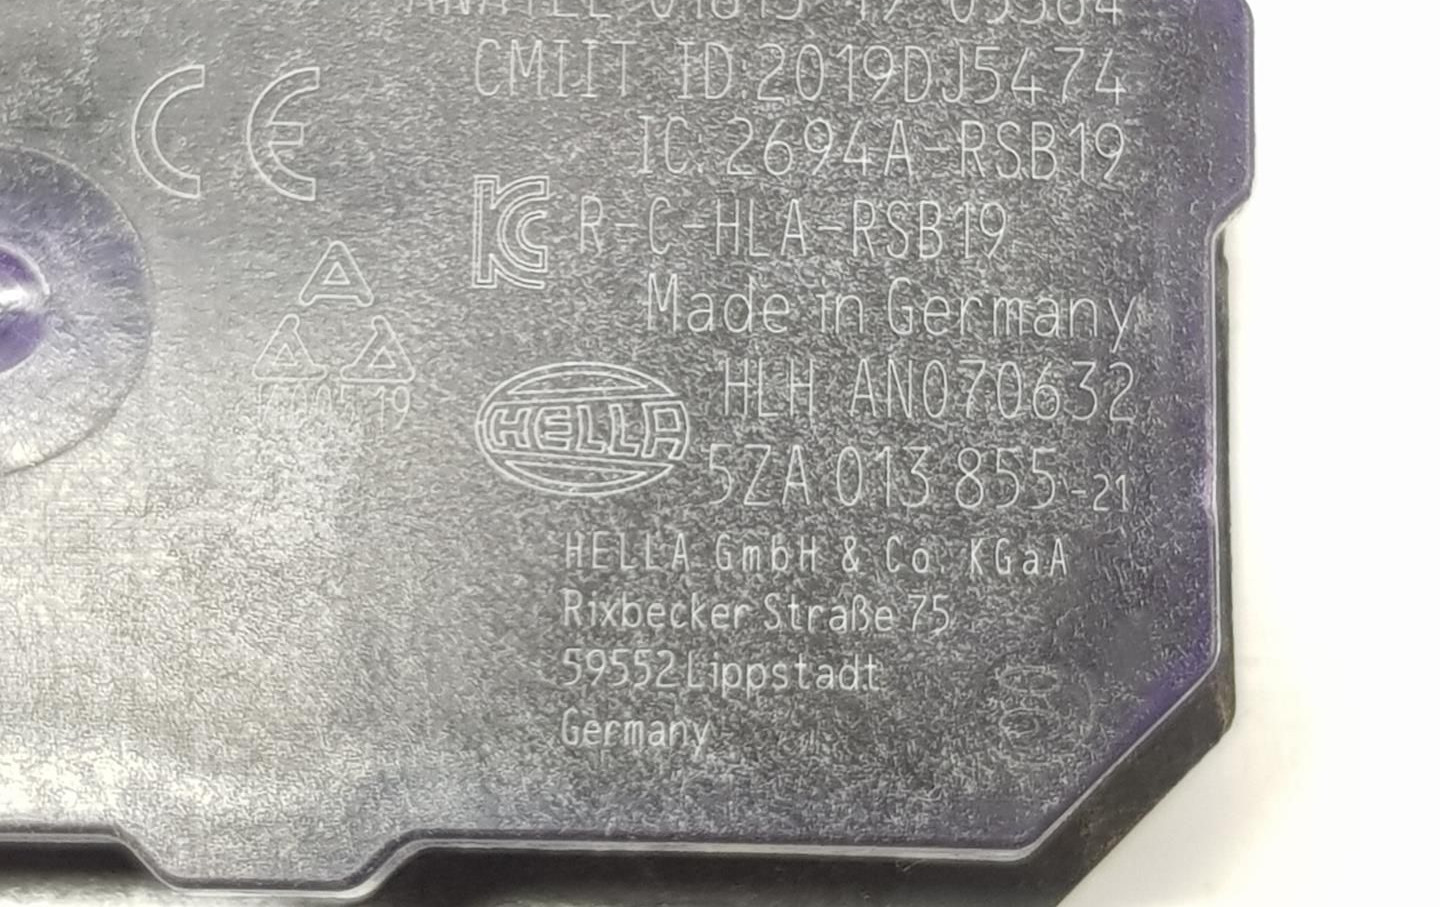 CMIIT ID:2019DJ5474
IC: 2694A-RSB19
R-C-HLA-RSB19
Made in Germany
HLH AN070632
HELLA
5ZA 013 855-21
HELLA GmbH & Co. KGaA
Rixbecker Straße 75
59552 Lippstadt
Germany